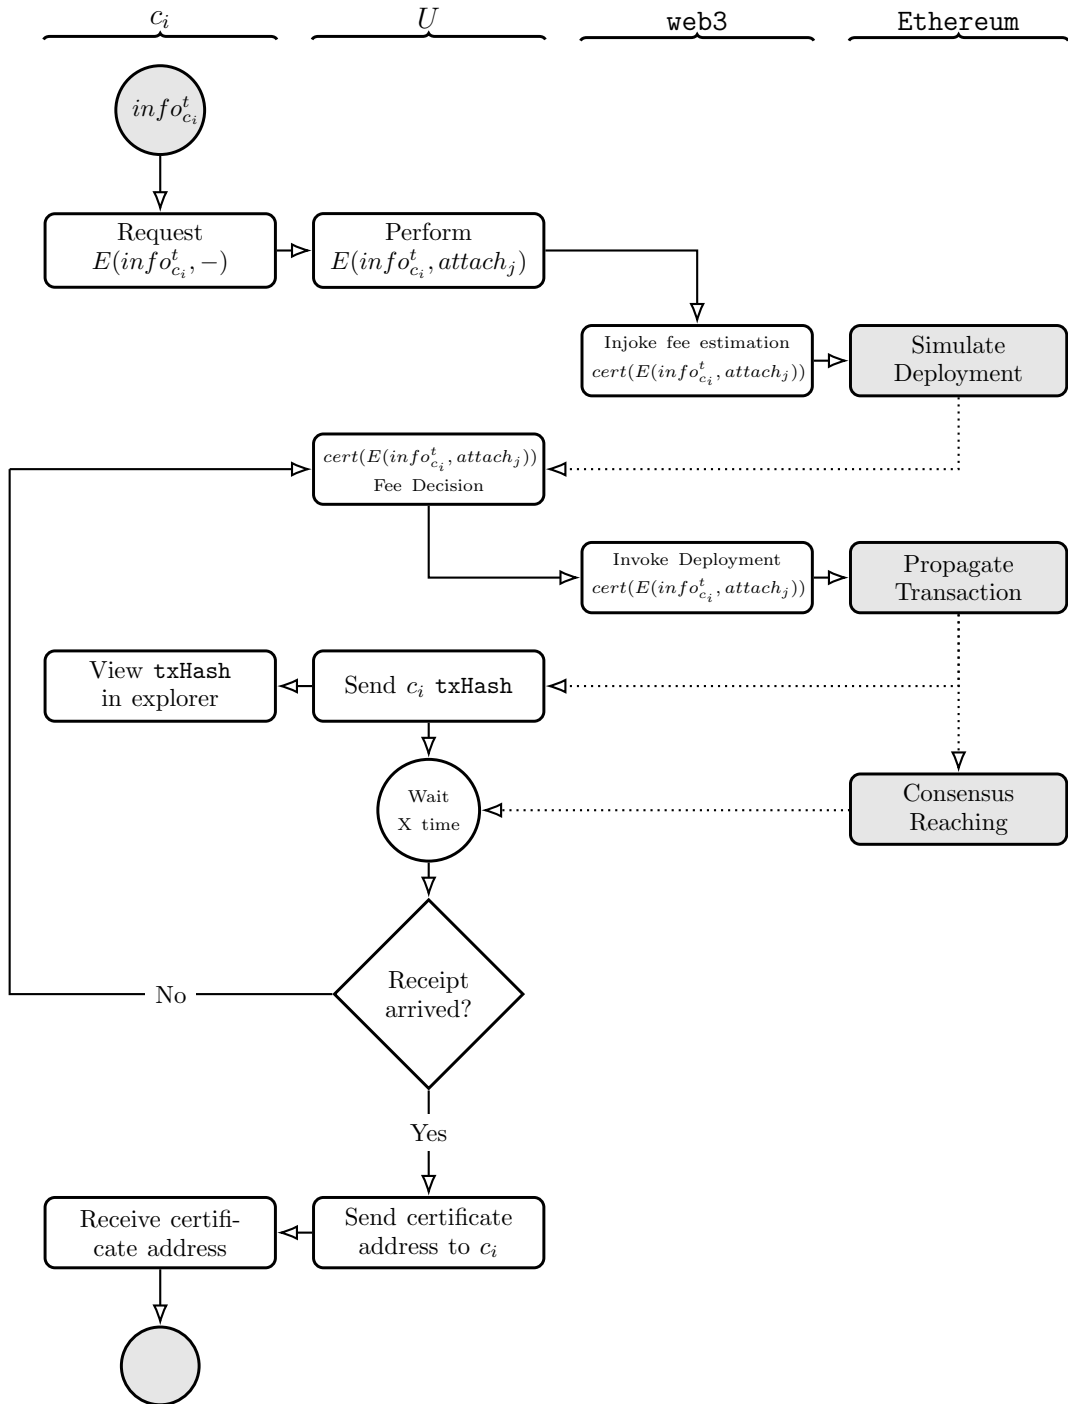 $c_i$ $U$ web3 Ethereum
$info^t_{c_i}$
Request
$E(info^t_{c_i}, -)$
Perform
$E(info^t_{c_i}, attach_j)$
Injoke fee estimation
$cert(E(info^t_{c_i}, attach_j))$
Simulate
Deployment
$cert(E(info^t_{c_i}, attach_j))$
Fee Decision
Invoke Deployment
$cert(E(info^t_{c_i}, attach_j))$
Propagate
Transaction
View txHash
in explorer
Send $c_i$ txHash
Wait
X time
Consensus
Reaching
Receipt
arrived?
No
Yes
Receive certifi-
cate address
Send certificate
address to $c_i$